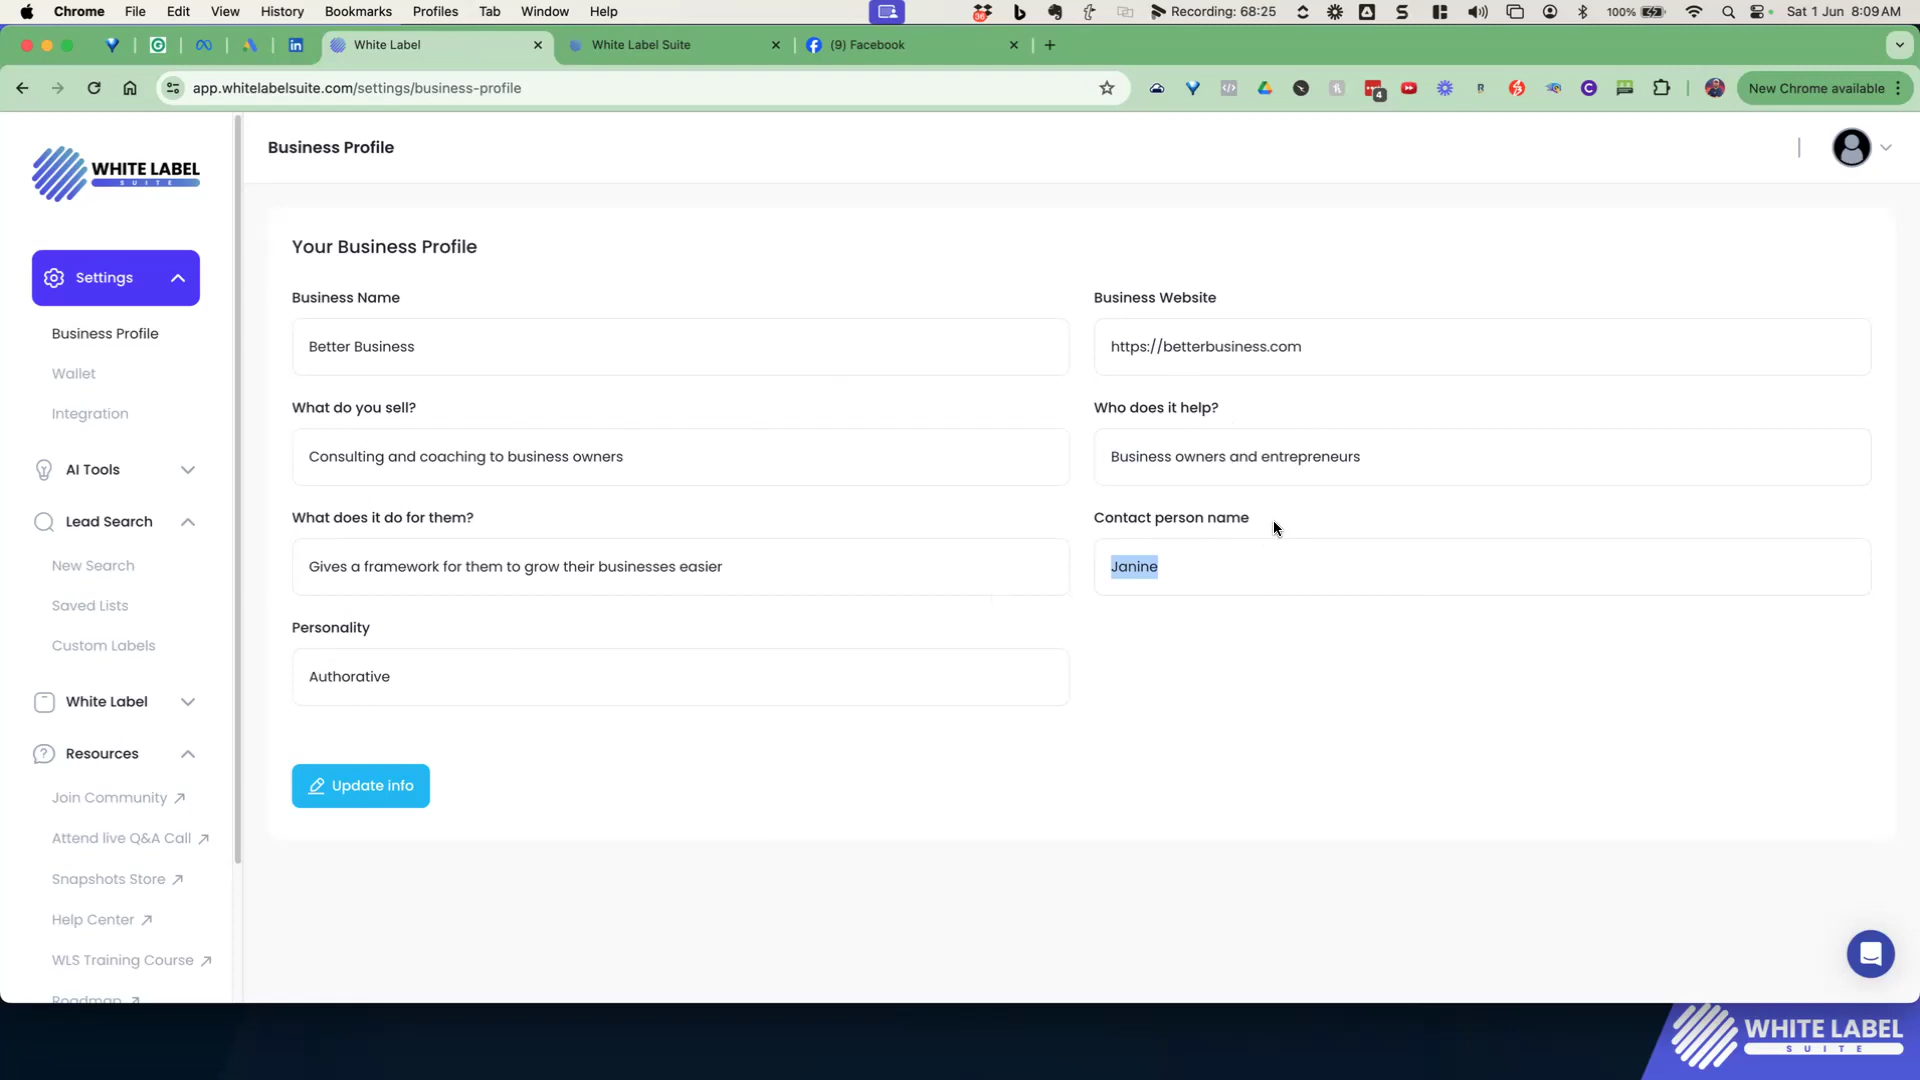 Chrome File Edit View History Bookmarks Profiles Tab Window Help
Recording: 68:25
100%
Sat 1 Jun 8:09 AM
White Label
White Label Suite
(9) Facebook
app.whitelabelsuite.com/settings/business-profile
4
New Chrome available
WHITE LABEL
SUITE
Business Profile
Settings
Business Profile
Wallet
Integration
AI Tools
Lead Search
New Search
Saved Lists
Custom Labels
White Label
Resources
Join Community
Attend live Q&A Call
Snapshots Store
Help Center
WLS Training Course
Roadmap
Your Business Profile
Business Name
Better Business
Business Website
https://betterbusiness.com
What do you sell?
Consulting and coaching to business owners
Who does it help?
Business owners and entrepreneurs
What does it do for them?
Gives a framework for them to grow their businesses easier
Contact person name
Janine
Personality
Authorative
Update info
WHITE LABEL
SUITE